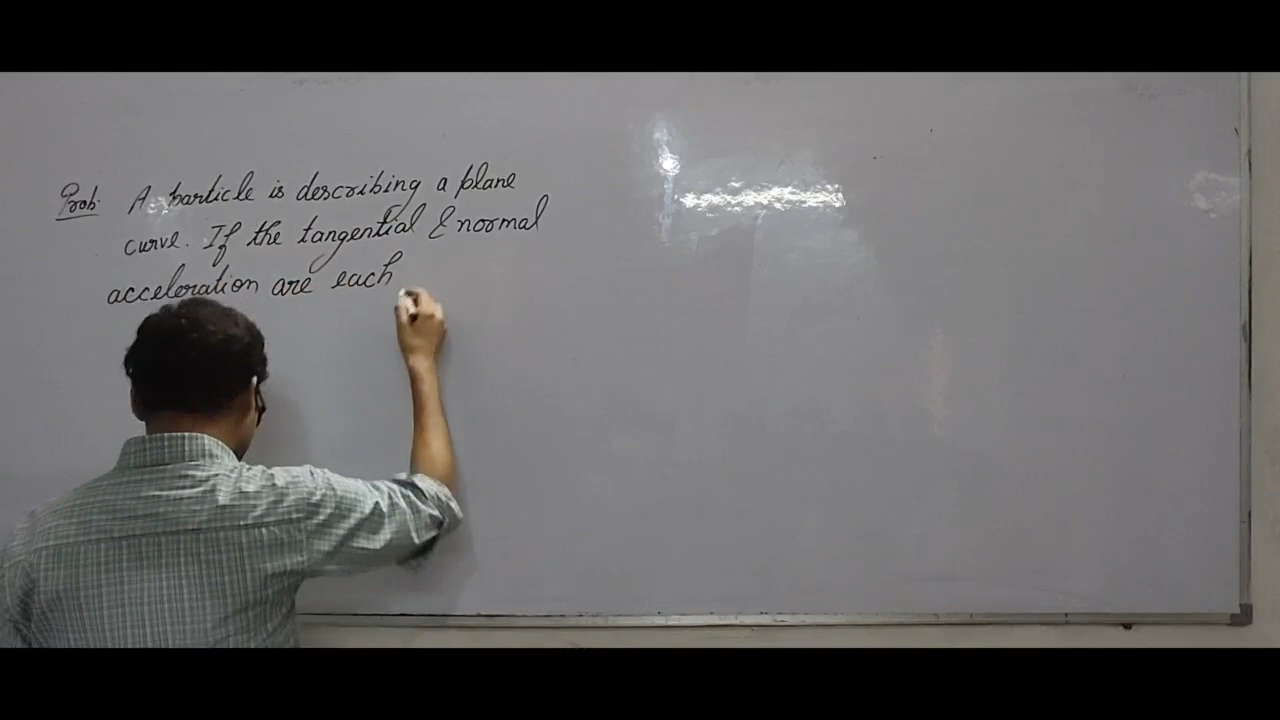 Prob. A particle is describing a plane
curve. If the tangential & normal
acceleration are each